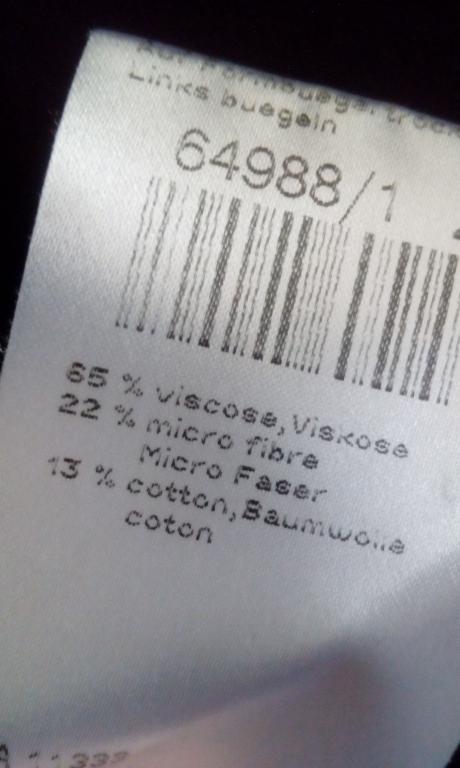 Links buegeln
64988/1
65 % viscose,Viskose
22 % micro fibre
Micro Faser
13 % cotton,Baumwolle
coton